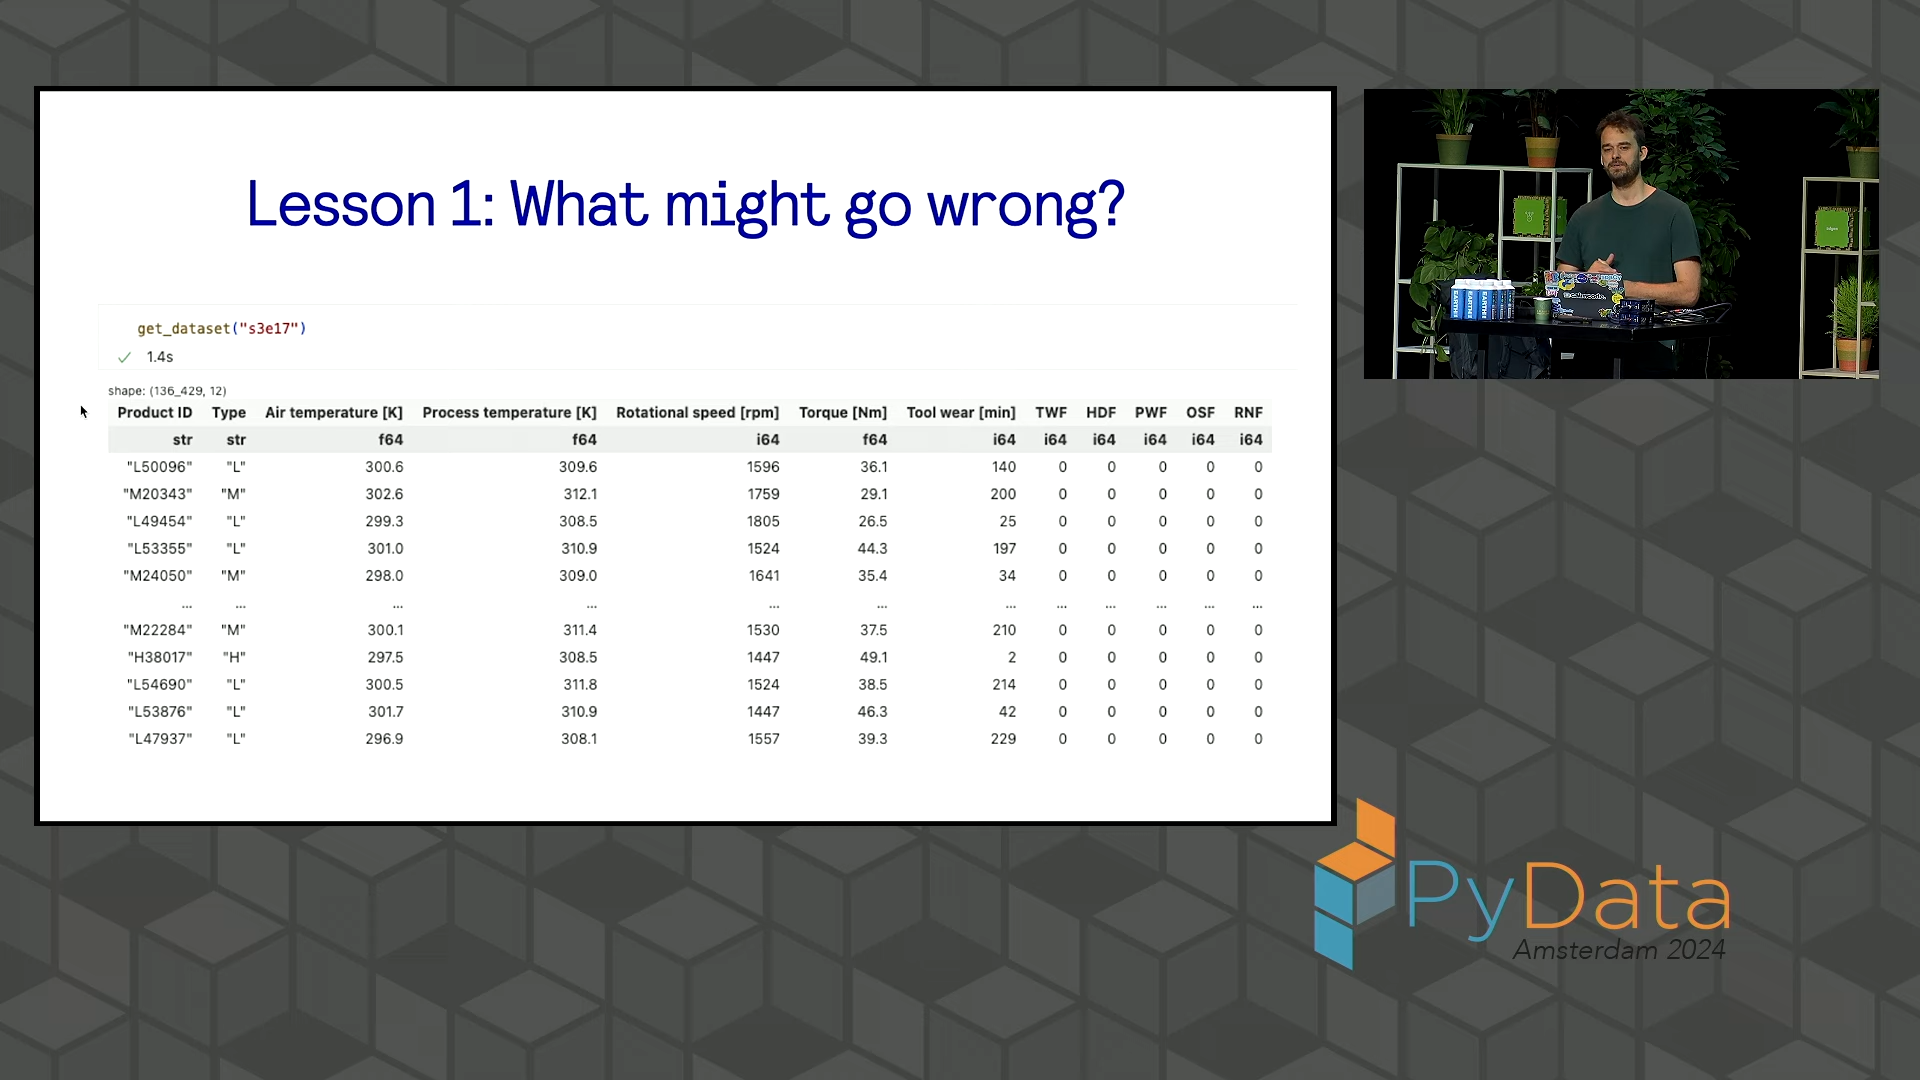 Lesson 1: What might go wrong?
get_dataset("s3e17")
✓ 1.4s
shape: (136_429, 12)
Product ID Type Air temperature [K] Process temperature [K] Rotational speed [rpm] Torque [Nm] Tool wear [min] TWF HDF PWF OSF RNF
str str f64 f64 i64 f64 i64 i64 i64 i64 i64 i64
"L50096" "L" 300.6 309.6 1596 36.1 140 0 0 0 0 0
"M20343" "M" 302.6 312.1 1759 29.1 200 0 0 0 0 0
"L49454" "L" 299.3 308.5 1805 26.5 25 0 0 0 0 0
"L53355" "L" 301.0 310.9 1524 44.3 197 0 0 0 0 0
"M24050" "M" 298.0 309.0 1641 35.4 34 0 0 0 0 0
... ... ... ... ... ... ... ... ... ... ... ...
"M22284" "M" 300.1 311.4 1530 37.5 210 0 0 0 0 0
"H38017" "H" 297.5 308.5 1447 49.1 2 0 0 0 0 0
"L54690" "L" 300.5 311.8 1524 38.5 214 0 0 0 0 0
"L53876" "L" 301.7 310.9 1447 46.3 42 0 0 0 0 0
"L47937" "L" 296.9 308.1 1557 39.3 229 0 0 0 0 0
EARTH EARTH EARTH
calmcode.
PyData
Amsterdam 2024